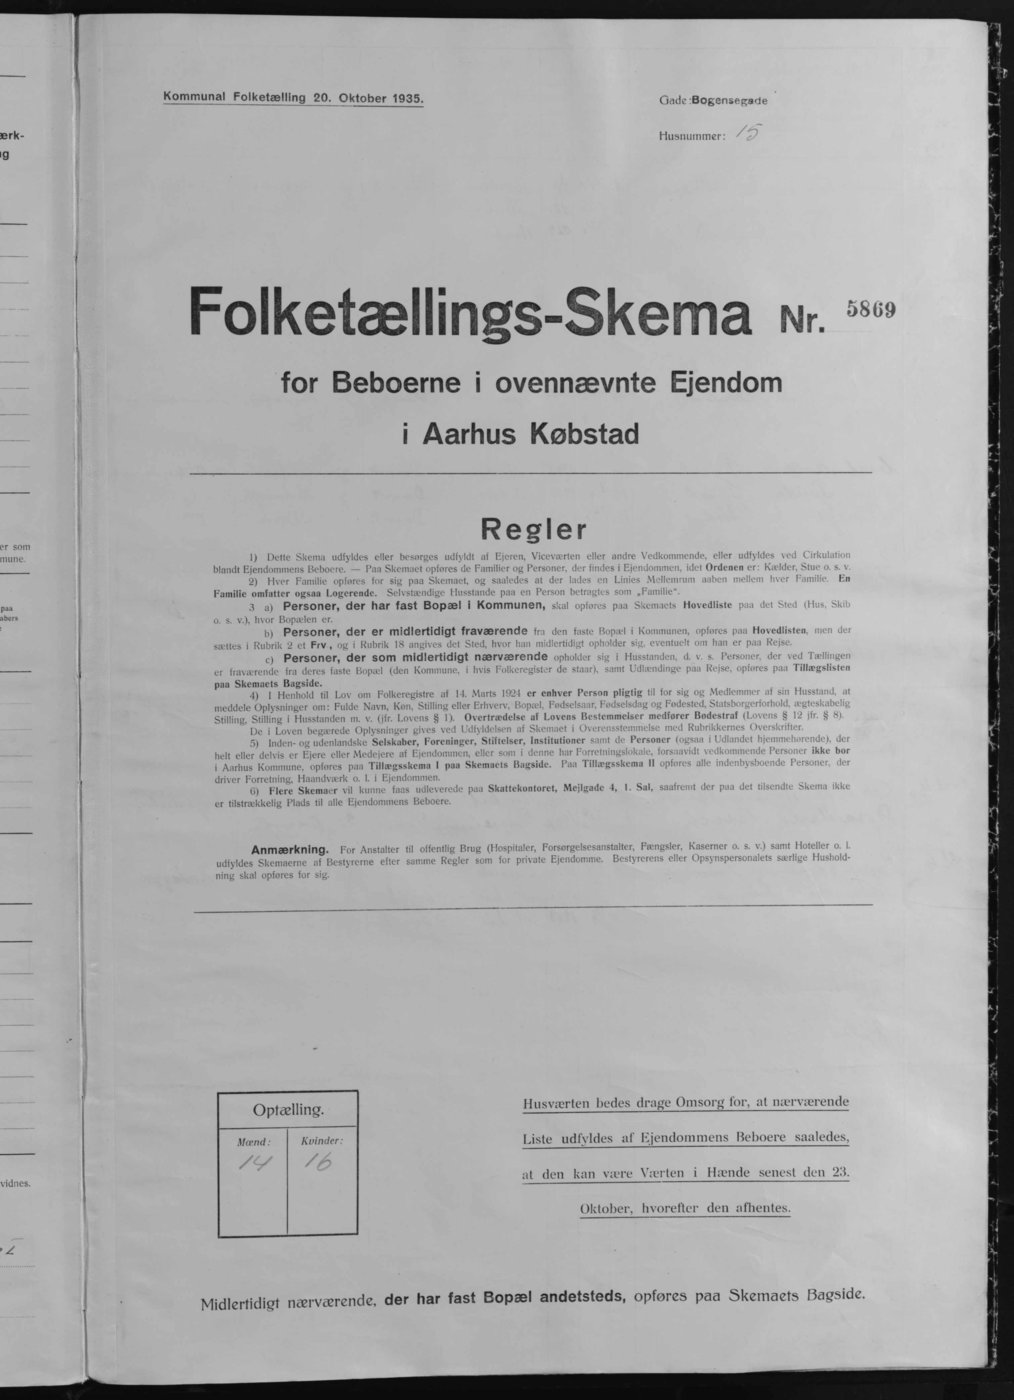 Kommunal Folketælling 20. Oktober 1935.
Gade: Bogensegade
Husnummer: 15
Folketællings-Skema Nr. 5869
for Beboerne i ovennævnte Ejendom
i Aarhus Købstad
Regler
1) Dette Skema udfyldes eller besørges udfyldt af Ejeren, Viceværten eller andre Vedkommende, eller udfyldes ved Cirkulation
blandt Ejendommens Beboere. — Paa Skemaet opføres de Familier og Personer, der findes i Ejendommen, idet Ordenen er: Kælder, Stue o. s. v.
2) Hver Familie opføres for sig paa Skemaet, og saaledes at der lades en Linies Mellemrum aaben mellem hver Familie. En
Familie omfatter ogsaa Logerende. Selvstændige Husstande paa en Person betragtes som „Familie“.
3 a) Personer, der har fast Bopæl i Kommunen, skal opføres paa Skemaets Hovedliste paa det Sted (Hus, Skib
o. s. v.), hvor Bopælen er.
b) Personer, der er midlertidigt fraværende fra den faste Bopæl i Kommunen, opføres paa Hovedlisten, men der
sættes i Rubrik 2 et Frv, og i Rubrik 18 angives det Sted, hvor han midlertidigt opholder sig, eventuelt om han er paa Rejse.
c) Personer, der som midlertidigt nærværende opholder sig i Husstanden, d. v. s. Personer, der ved Tællingen
er fraværende fra deres faste Bopæl (den Kommune, i hvis Folkeregister de staar), samt Udlændinge paa Rejse, opføres paa Tillægslisten
paa Skemaets Bagside.
4) I Henhold til Lov om Folkeregistre af 14. Marts 1924 er enhver Person pligtig til for sig og Medlemmer af sin Husstand, at
meddele Oplysninger om: Fulde Navn, Køn, Stilling eller Erhverv, Bopæl, Fødselsaar, Fødselsdag og Fødested, Statsborgerforhold, ægteskabelig
Stilling, Stilling i Husstanden m. v. (jfr. Lovens § 1). Overtrædelse af Lovens Bestemmelser medfører Bødestraf (Lovens § 12 jfr. § 8).
De i Loven begærede Oplysninger gives ved Udfyldelsen af Skemaet i Overensstemmelse med Rubrikkernes Overskrifter.
5) Inden- og udenlandske Selskaber, Foreninger, Stiftelser, Institutioner samt de Personer (ogsaa i Udlandet hjemmehørende), der
helt eller delvis er Ejere eller Medejere af Ejendommen, eller som i denne har Forretningslokale, forsaavidt vedkommende Personer ikke bor
i Aarhus Kommune, opføres paa Tillægsskema I paa Skemaets Bagside. Paa Tillægsskema II opføres alle indenbysboende Personer, der
driver Forretning, Haandværk o. l. i Ejendommen.
6) Flere Skemaer vil kunne faas udleverede paa Skattekontoret, Mejlgade 4, 1. Sal, saafremt der paa det tilsendte Skema ikke
er tilstrækkelig Plads til alle Ejendommens Beboere.
Anmærkning. For Anstalter til offentlig Brug (Hospitaler, Forsørgelsesanstalter, Fængsler, Kaserner o. s. v.) samt Hoteller o. l.
udfyldes Skemaerne af Bestyrerne efter samme Regler som for private Ejendomme. Bestyrerens eller Opsynspersonalets særlige Hushold-
ning skal opføres for sig.
Optælling.
Mænd: Kvinder:
14 16
Husværten bedes drage Omsorg for, at nærværende
Liste udfyldes af Ejendommens Beboere saaledes,
at den kan være Værten i Hænde senest den 23.
Oktober, hvorefter den afhentes.
Midlertidigt nærværende, der har fast Bopæl andetsteds, opføres paa Skemaets Bagside.